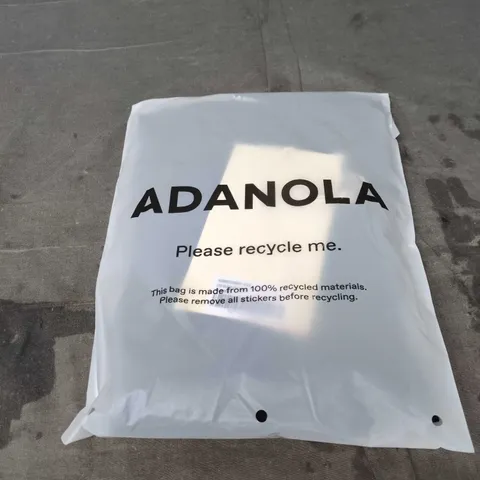 ADANOLA
Please recycle me.
This bag is made from 100% recycled materials.
Please remove all stickers before recycling.